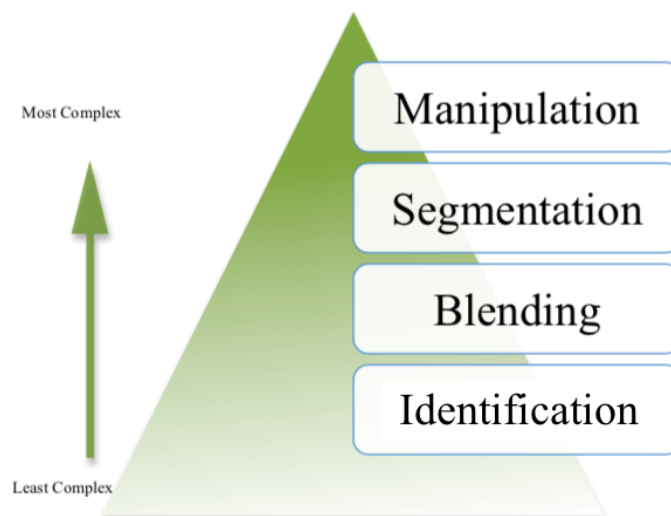 Most Complex
Manipulation
Segmentation
Blending
Identification
Least Complex